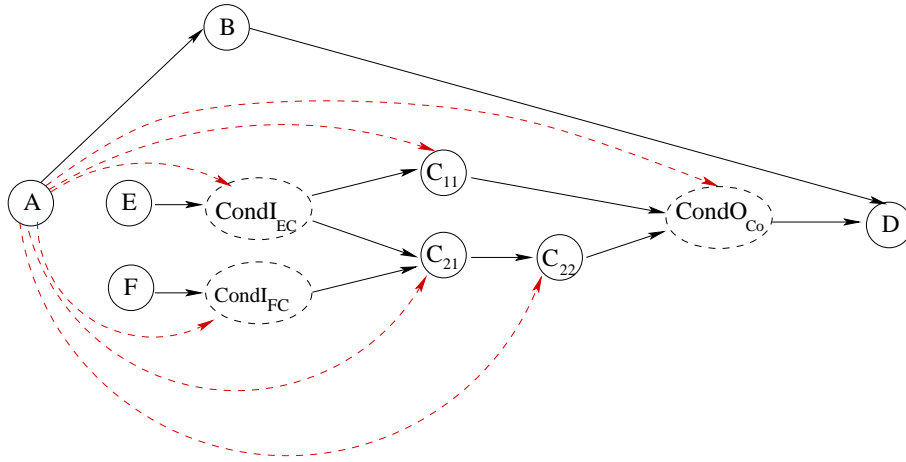 B
A
E
CondI_EC
C_11
CondO_Co
D
F
CondI_FC
C_21
C_22